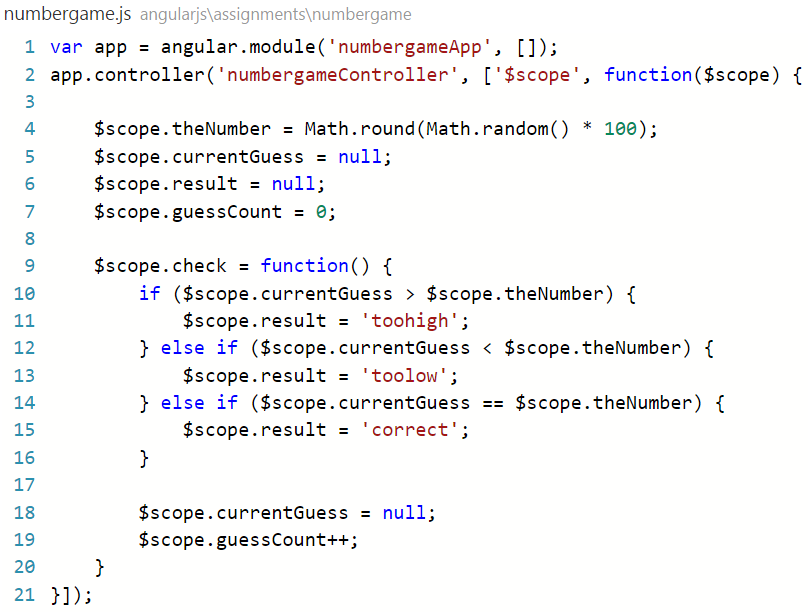 numbergame.js angularjs\assignments\numbergame
1 var app = angular.module('numbergameApp', []);
2 app.controller('numbergameController', ['$scope', function($scope) {
3
4     $scope.theNumber = Math.round(Math.random() * 100);
5     $scope.currentGuess = null;
6     $scope.result = null;
7     $scope.guessCount = 0;
8
9     $scope.check = function() {
10         if ($scope.currentGuess > $scope.theNumber) {
11             $scope.result = 'toohigh';
12         } else if ($scope.currentGuess < $scope.theNumber) {
13             $scope.result = 'toolow';
14         } else if ($scope.currentGuess == $scope.theNumber) {
15             $scope.result = 'correct';
16         }
17
18         $scope.currentGuess = null;
19         $scope.guessCount++;
20     }
21 }]);